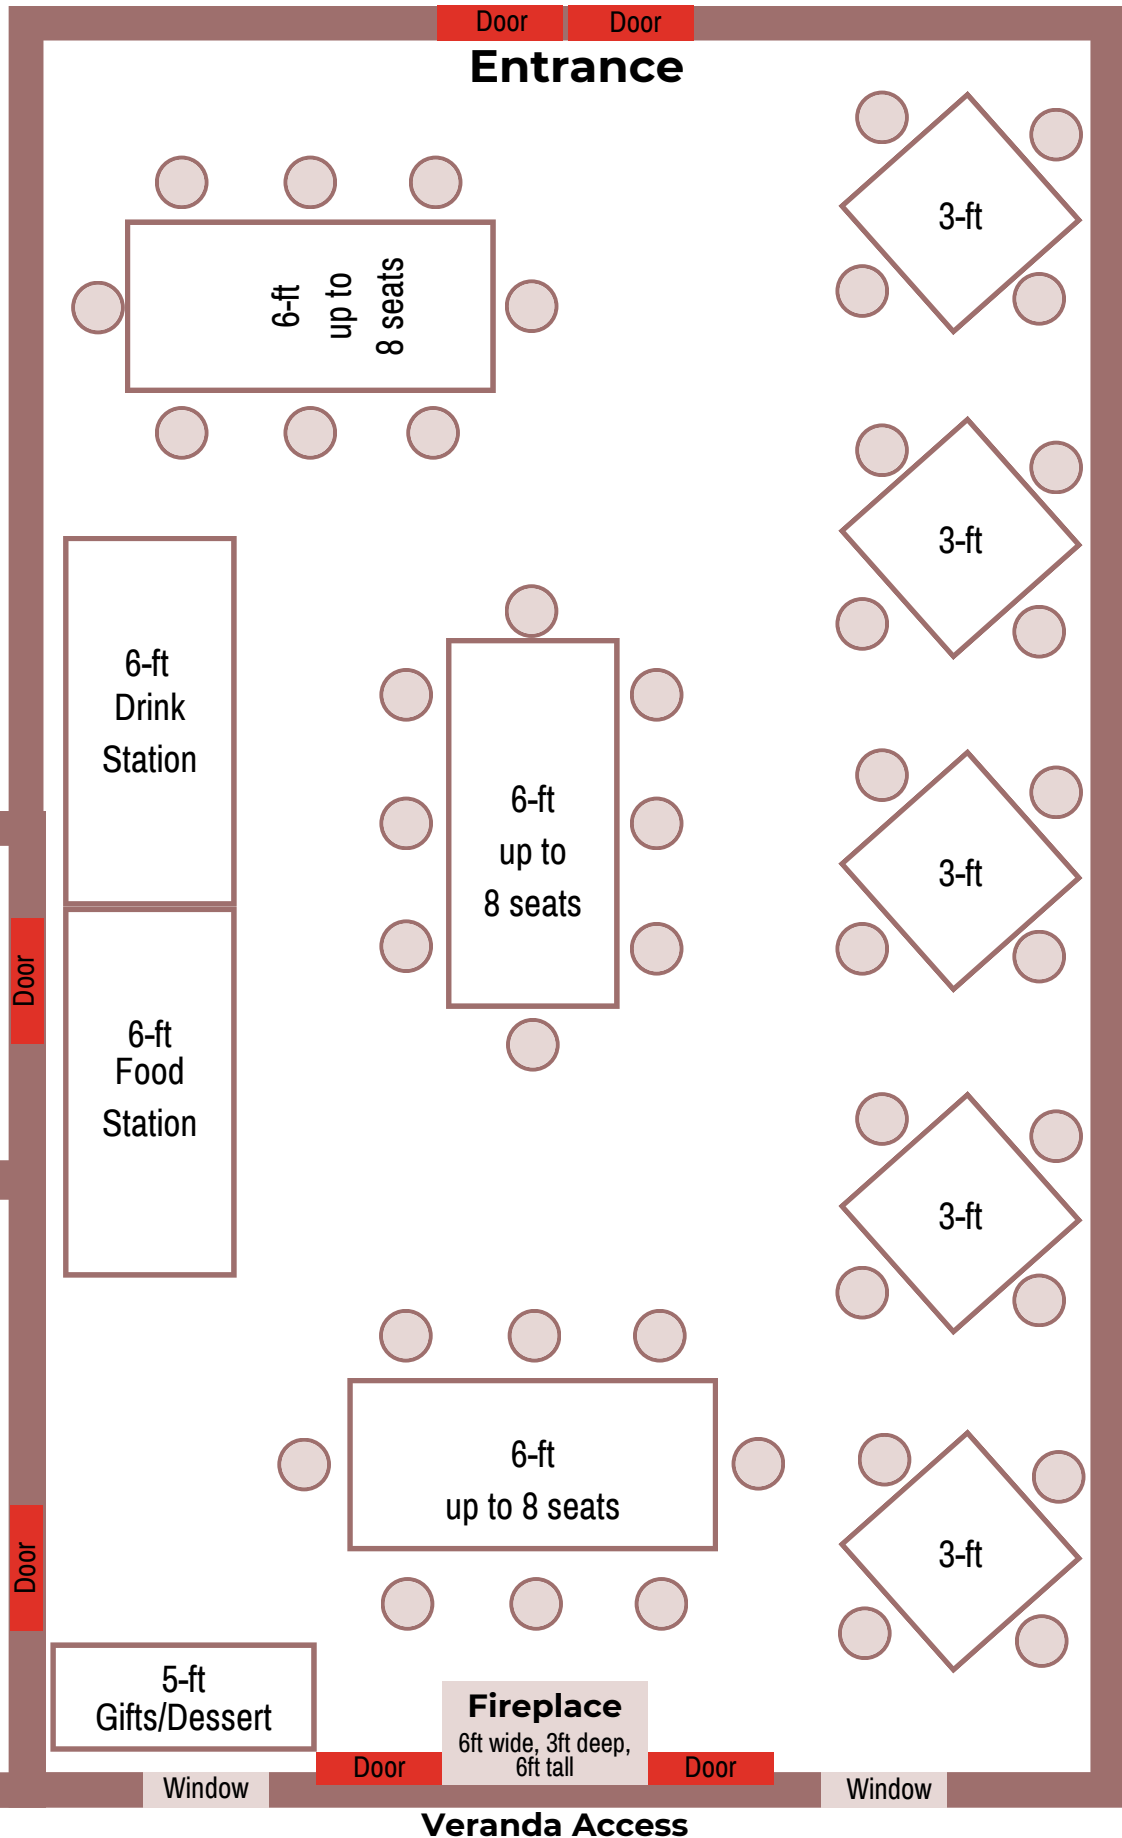 Door
Door
Entrance
3-ft
6-ft
up to
8 seats
3-ft
6-ft
Drink
Station
6-ft
up to
8 seats
3-ft
Door
6-ft
Food
Station
3-ft
6-ft
up to 8 seats
3-ft
Door
5-ft
Gifts/Dessert
Fireplace
6ft wide, 3ft deep,
6ft tall
Door
Door
Window
Window
Veranda Access